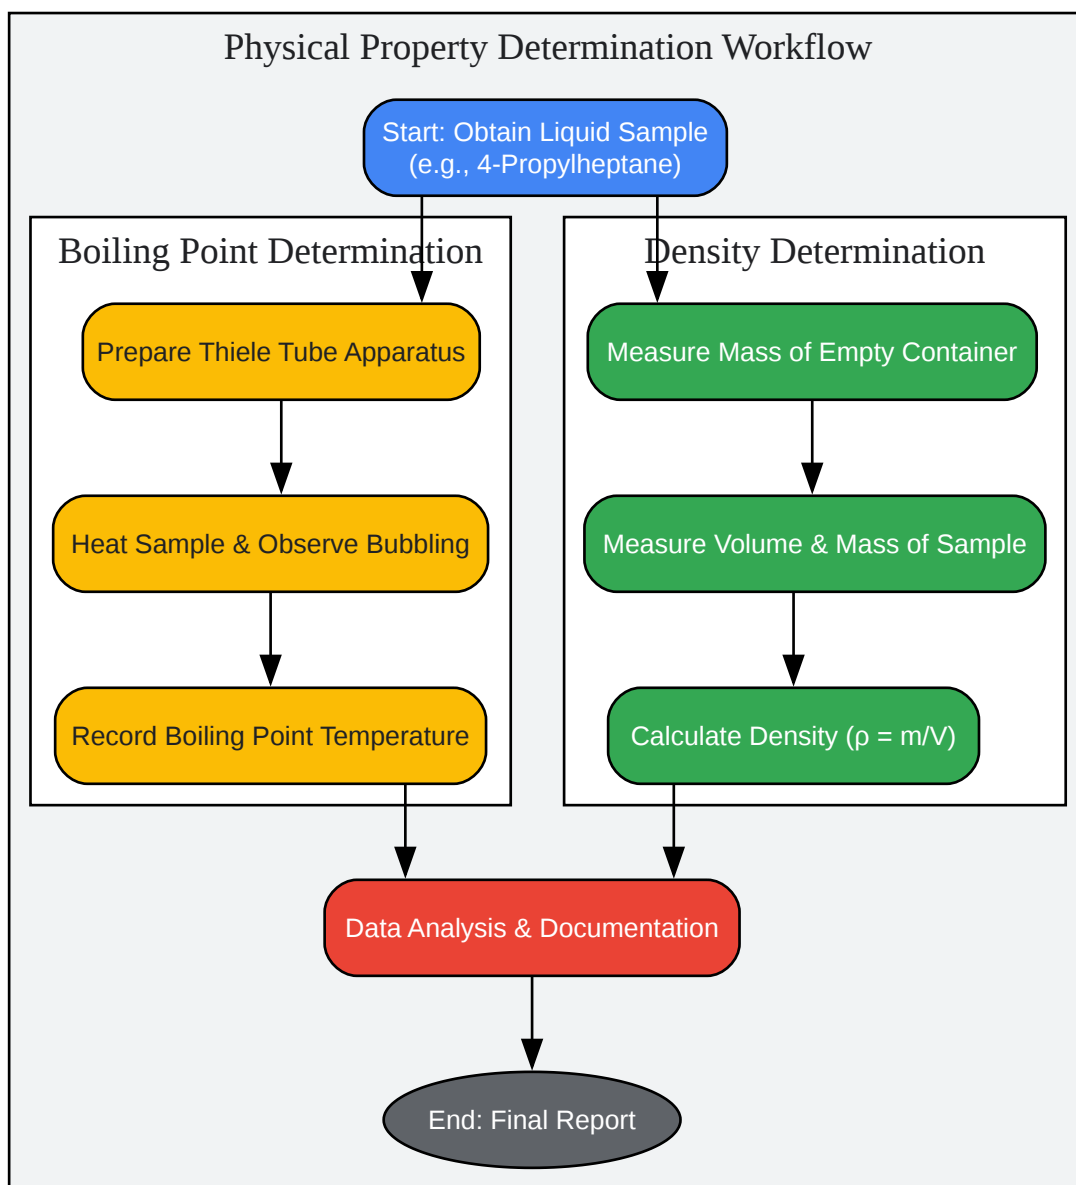 Physical Property Determination Workflow
Start: Obtain Liquid Sample
(e.g., 4-Propylheptane)
Boiling Point Determination
Prepare Thiele Tube Apparatus
Heat Sample & Observe Bubbling
Record Boiling Point Temperature
Density Determination
Measure Mass of Empty Container
Measure Volume & Mass of Sample
Calculate Density (ρ = m/V)
Data Analysis & Documentation
End: Final Report